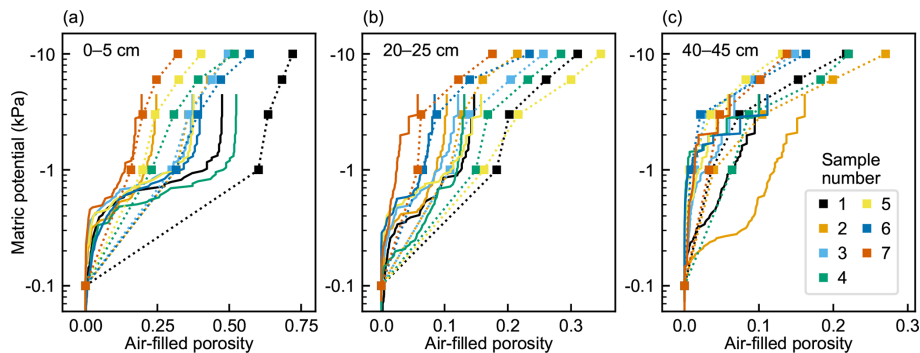 (a) (b) (c)
0–5 cm 20–25 cm 40–45 cm
Matric potential (kPa)
-10 -10 -10
-1 -1 -1
-0.1 -0.1 -0.1
0.00 0.25 0.50 0.75 0.0 0.1 0.2 0.3 0.0 0.1 0.2 0.3
Air-filled porosity Air-filled porosity Air-filled porosity
Sample
number
1 5
2 6
3 7
4